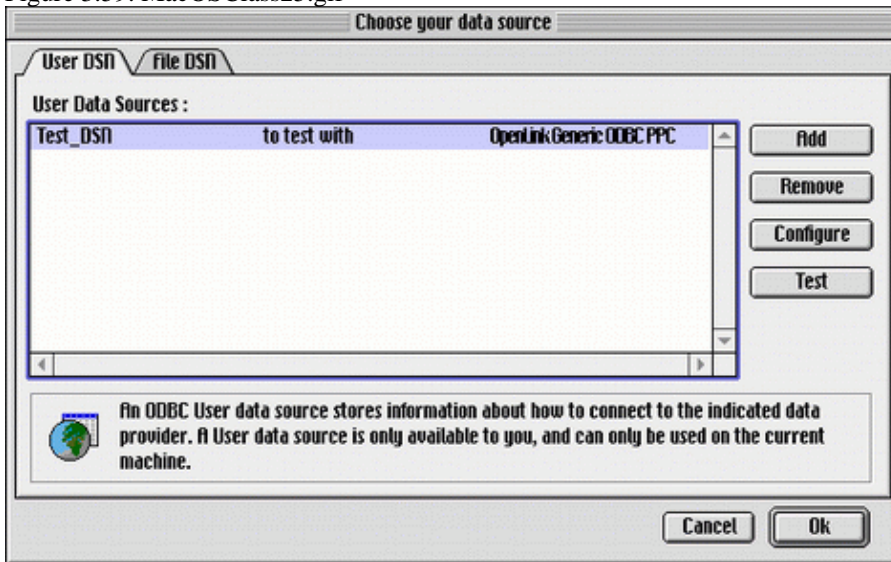 Figure 3.39. MacOSClass25.gif
Choose your data source
User DSN File DSN
User Data Sources :
Test_DSN to test with OpenLink Generic ODBC PPC
Add
Remove
Configure
Test
An ODBC User data source stores information about how to connect to the indicated data
provider. A User data source is only available to you, and can only be used on the current
machine.
Cancel Ok